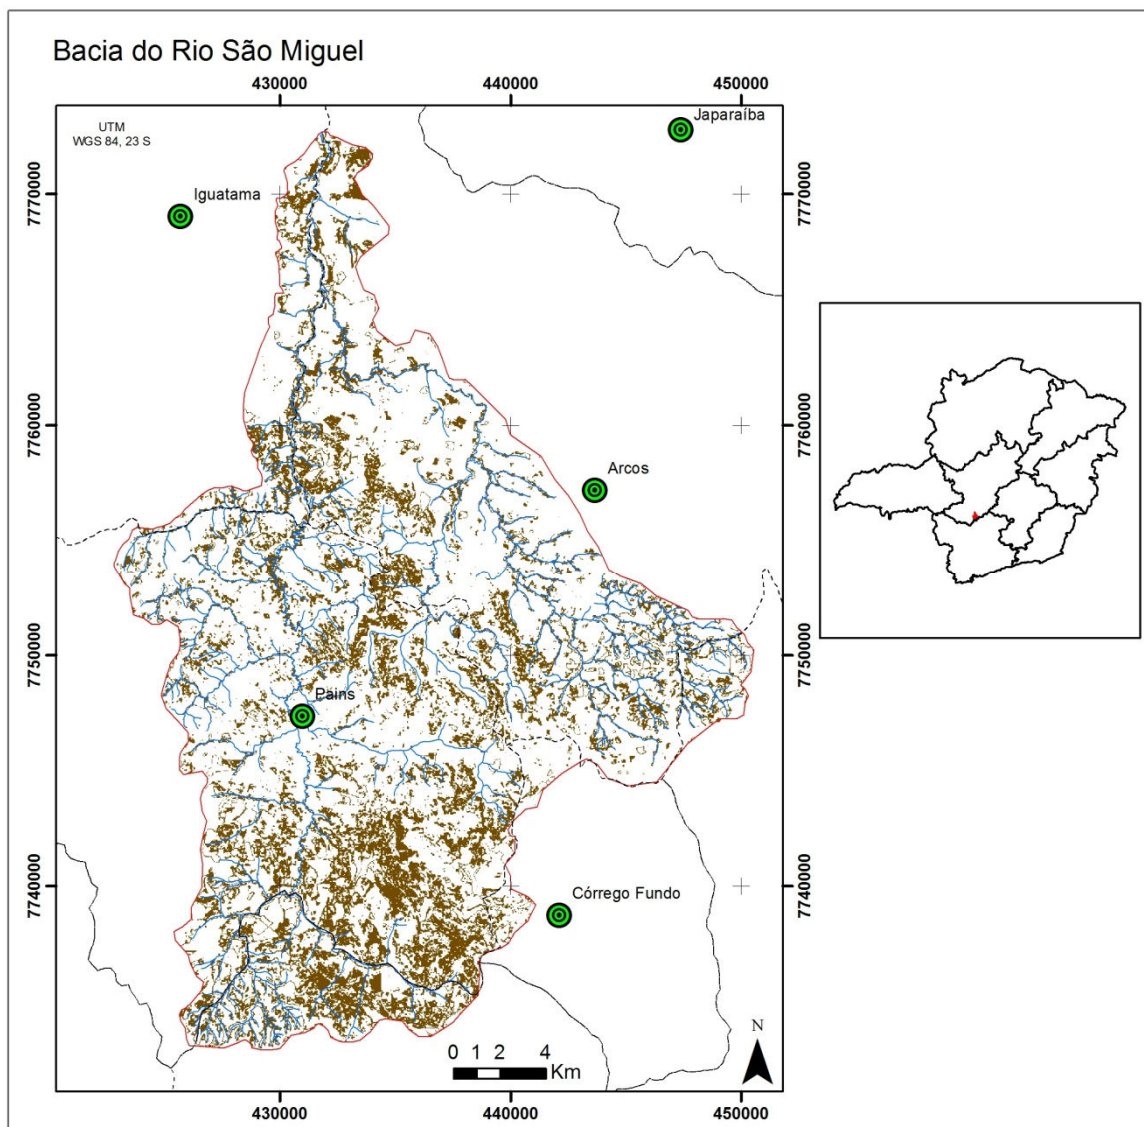 Bacia do Rio São Miguel
430000 440000 450000
UTM
WGS 84, 23 S
Japaraíba
7770000 7770000
Iguatama
7760000 7760000
Arcos
7750000 7750000
Pains
7740000 7740000
Córrego Fundo
N
0 1 2 4
Km
430000 440000 450000